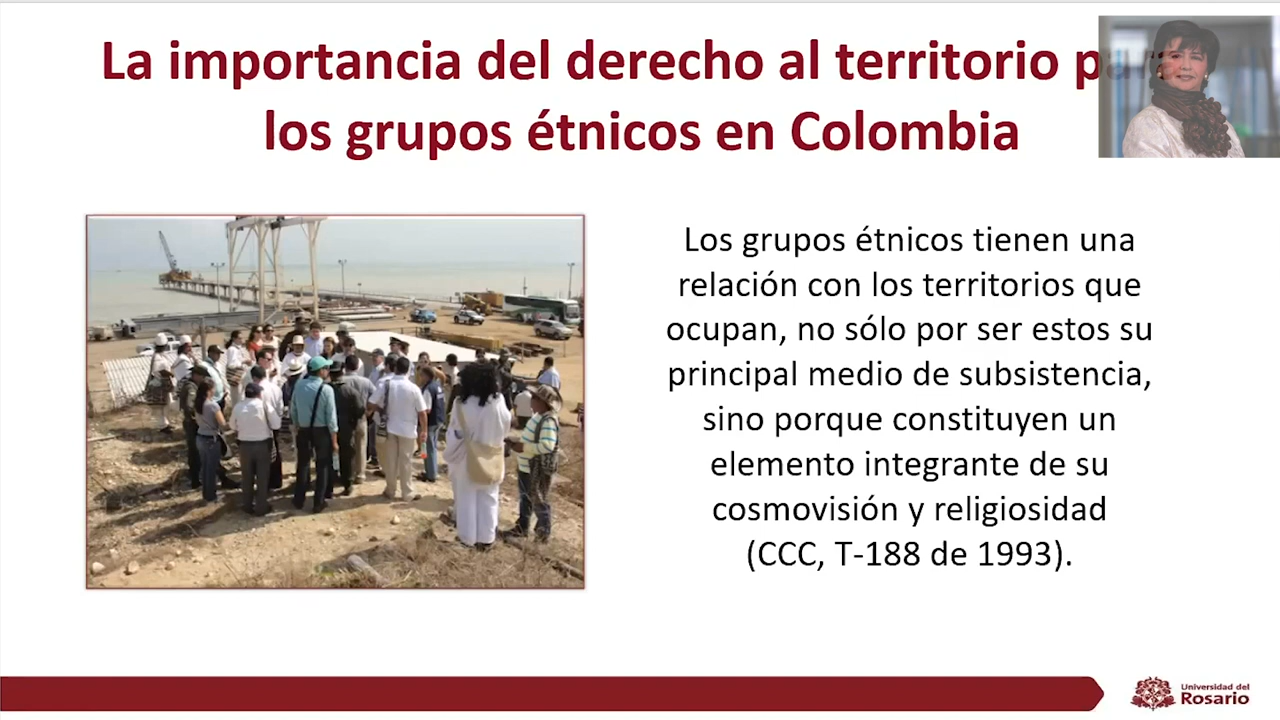 La importancia del derecho al territorio para
los grupos étnicos en Colombia
Los grupos étnicos tienen una
relación con los territorios que
ocupan, no sólo por ser estos su
principal medio de subsistencia,
sino porque constituyen un
elemento integrante de su
cosmovisión y religiosidad
(CCC, T-188 de 1993).
Universidad del
Rosario